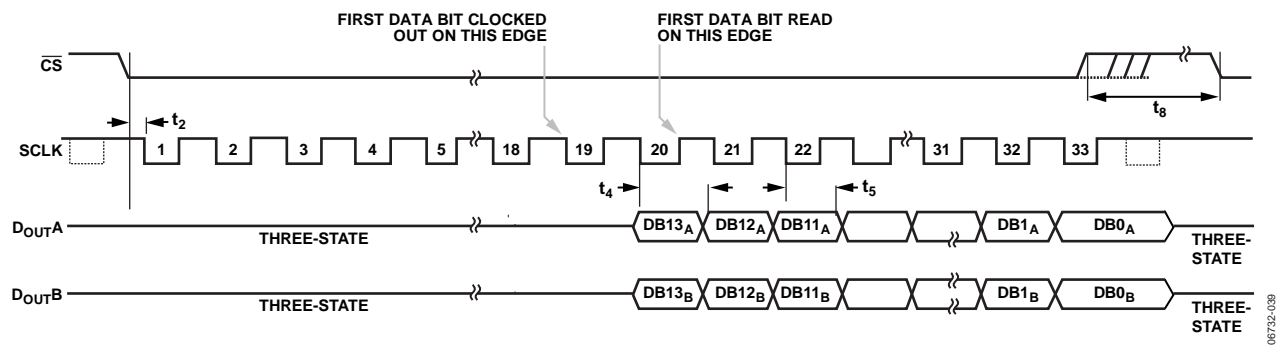 FIRST DATA BIT CLOCKED
OUT ON THIS EDGE
FIRST DATA BIT READ
ON THIS EDGE
CS
t8
t2
SCLK
1 2 3 4 5 18 19 20 21 22 31 32 33
t4
t5
DOUTA
THREE-STATE
DB13A DB12A DB11A DB1A DB0A
THREE-
STATE
DOUTB
THREE-STATE
DB13B DB12B DB11B DB1B DB0B
THREE-
STATE
06732-039